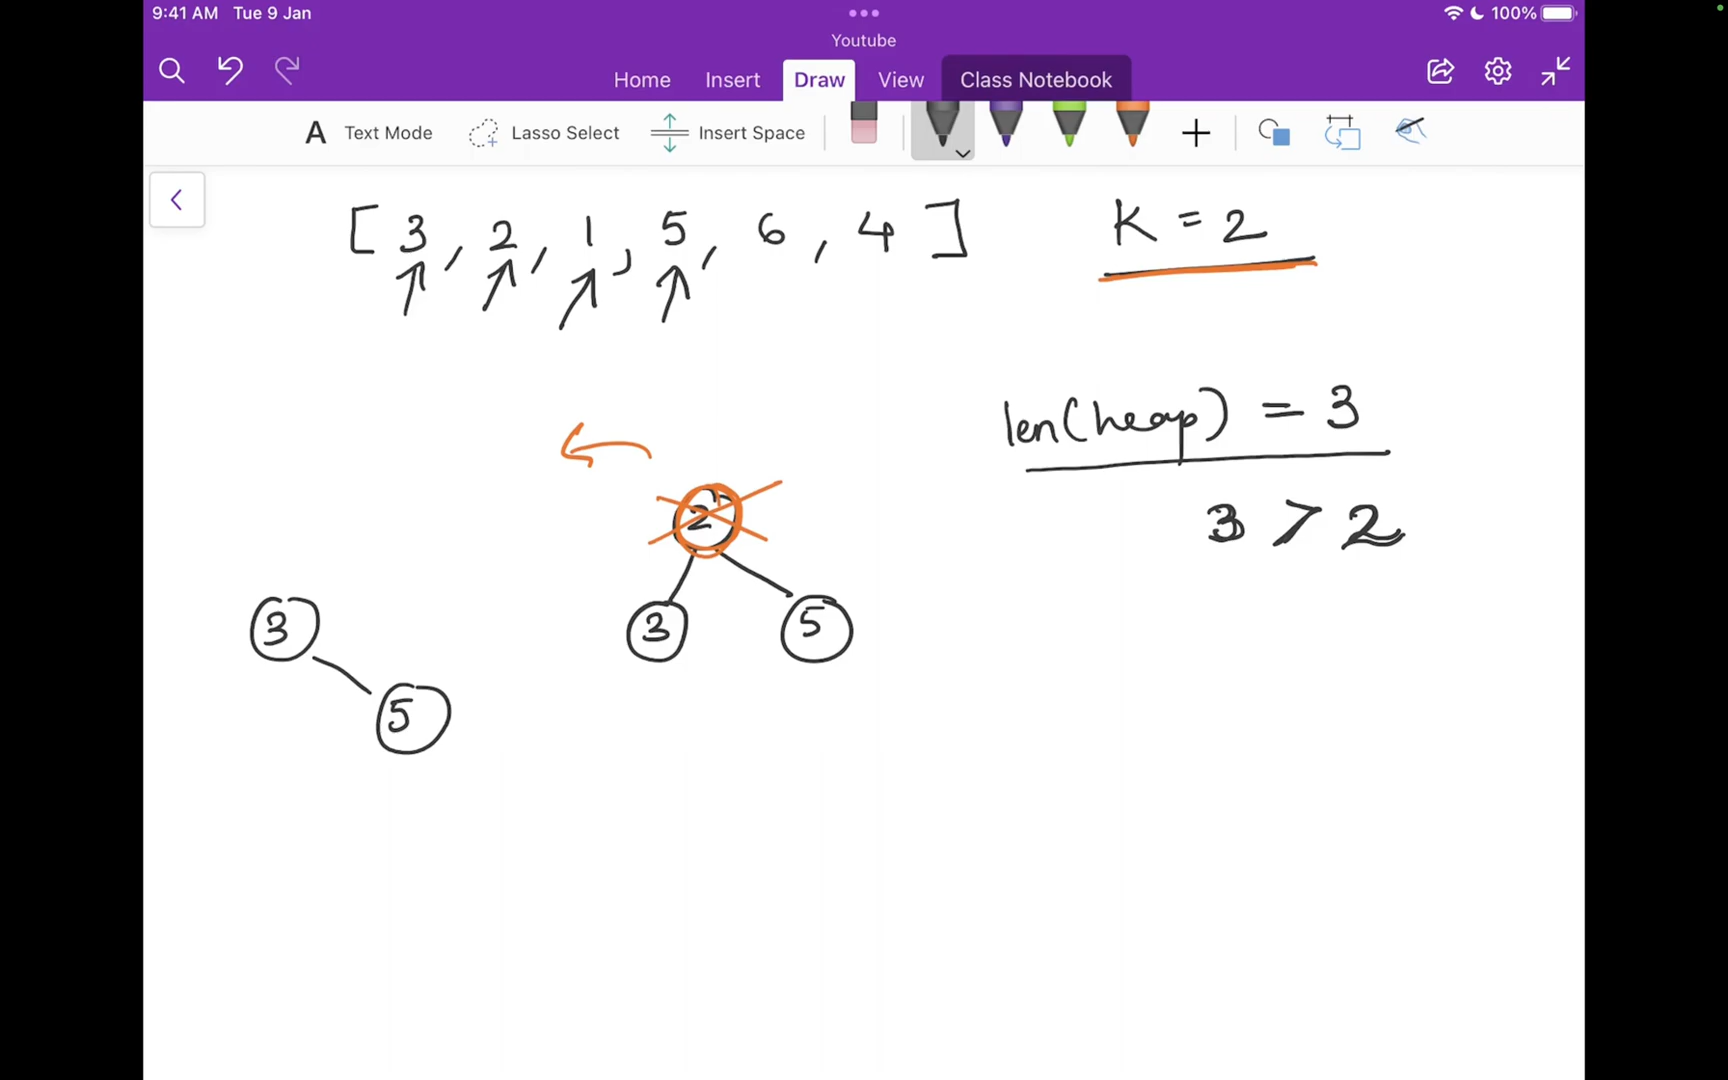 9:41 AM Tue 9 Jan
100%
Youtube
Home Insert Draw View Class Notebook
A Text Mode Lasso Select Insert Space
[ 3, 2, 1, 5, 6, 4 ] K = 2
len(heap) = 3
3 > 2
2
3 5
3
5